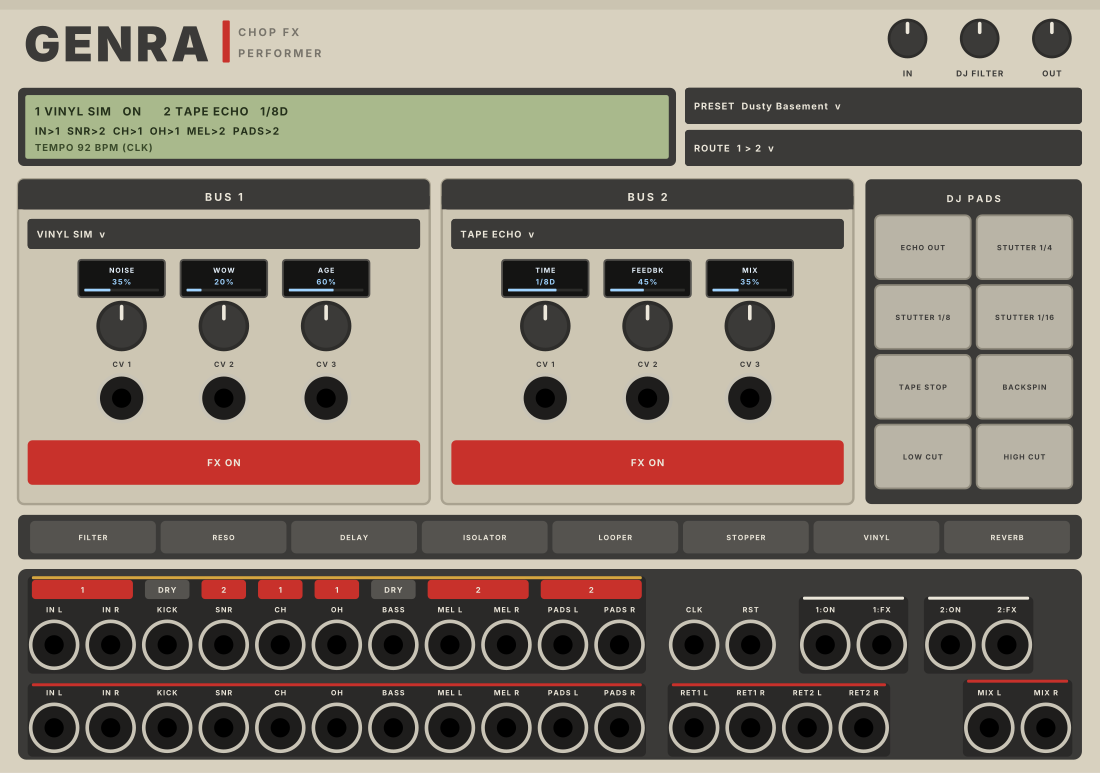 GENRA
CHOP FX
PERFORMER
IN DJ FILTER OUT
1 VINYL SIM ON 2 TAPE ECHO 1/8D
IN>1 SNR>2 CH>1 OH>1 MEL>2 PADS>2
TEMPO 92 BPM (CLK)
PRESET Dusty Basement v
ROUTE 1 > 2 v
BUS 1
VINYL SIM v
NOISE WOW AGE
35% 20% 60%
CV 1 CV 2 CV 3
FX ON
BUS 2
TAPE ECHO v
TIME FEEDBK MIX
1/8D 45% 35%
CV 1 CV 2 CV 3
FX ON
DJ PADS
ECHO OUT STUTTER 1/4
STUTTER 1/8 STUTTER 1/16
TAPE STOP BACKSPIN
LOW CUT HIGH CUT
FILTER RESO DELAY ISOLATOR LOOPER STOPPER VINYL REVERB
1 DRY 2 1 1 DRY 2 2
IN L IN R KICK SNR CH OH BASS MEL L MEL R PADS L PADS R CLK RST 1:ON 1:FX 2:ON 2:FX
IN L IN R KICK SNR CH OH BASS MEL L MEL R PADS L PADS R RET1 L RET1 R RET2 L RET2 R MIX L MIX R